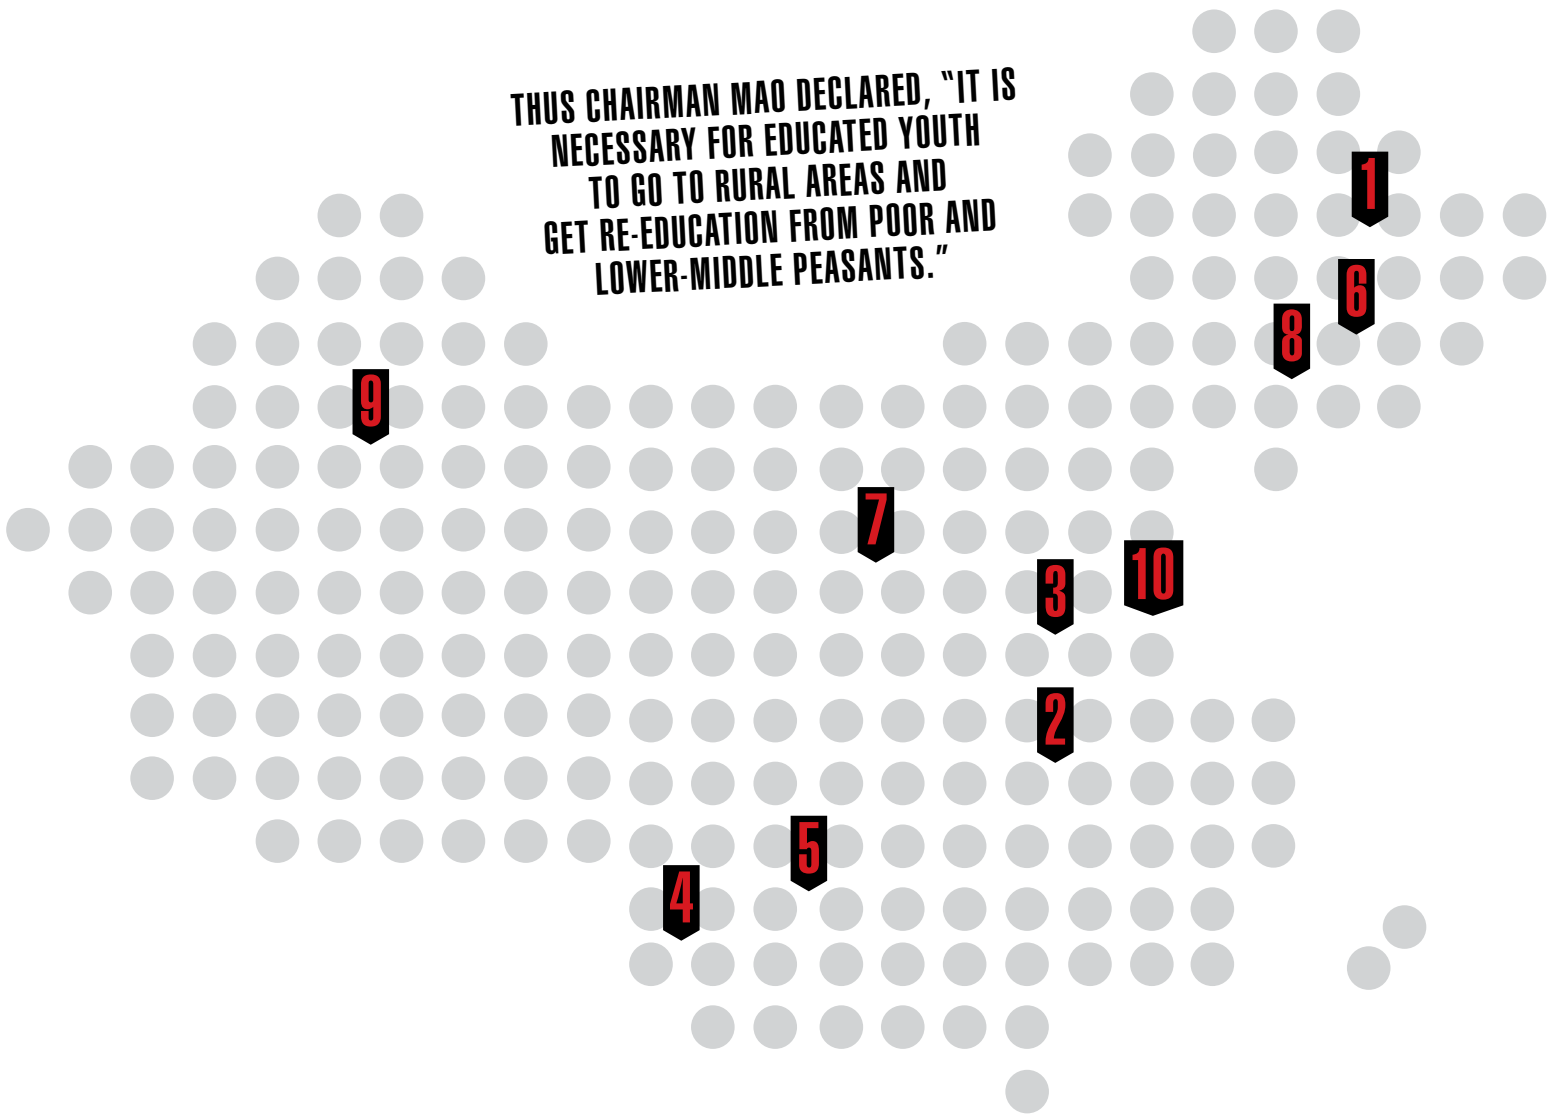 THUS CHAIRMAN MAO DECLARED, “IT IS
NECESSARY FOR EDUCATED YOUTH
TO GO TO RURAL AREAS AND
GET RE-EDUCATION FROM POOR AND
LOWER-MIDDLE PEASANTS.”
1
6
8
9
7
3
10
2
5
4